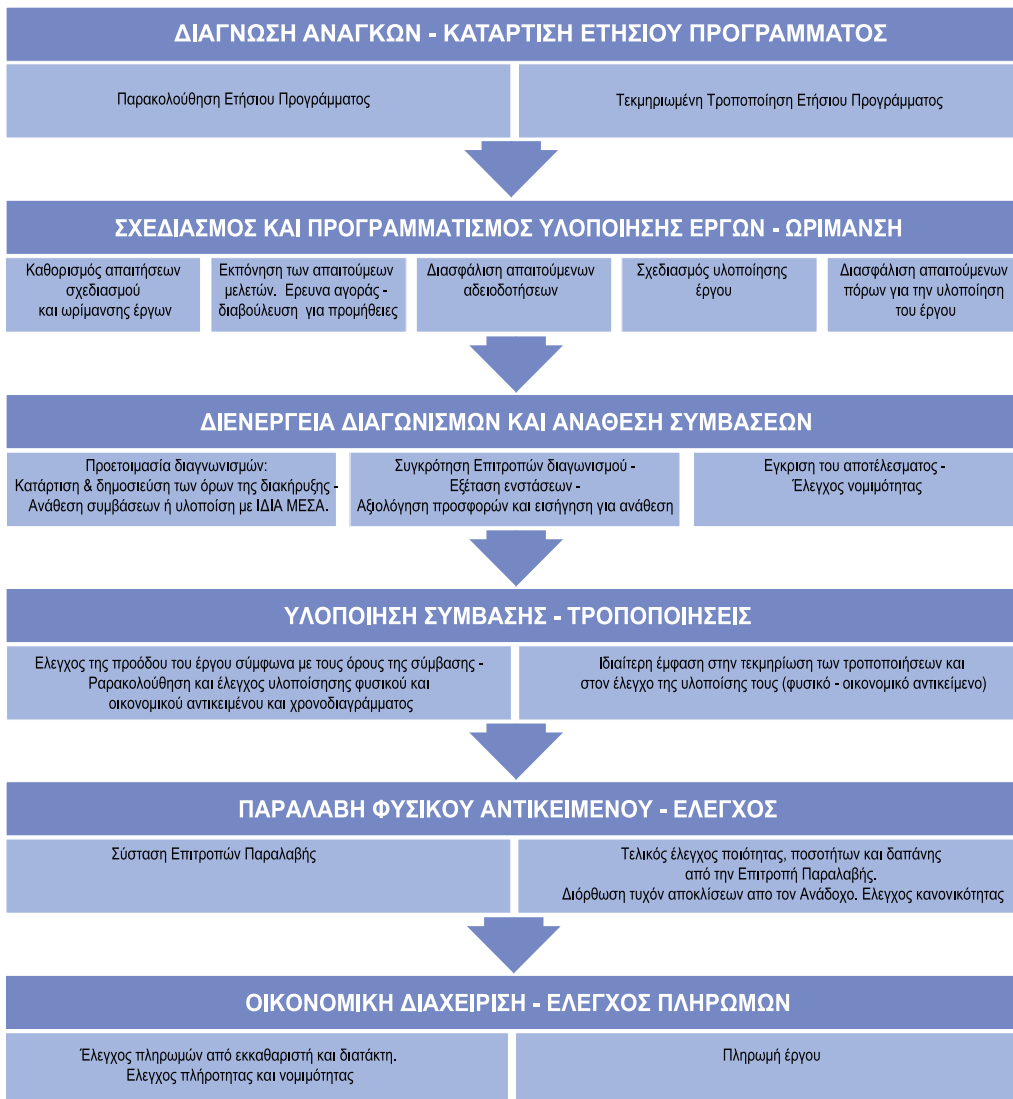 ΔΙΑΓΝΩΣΗ ΑΝΑΓΚΩΝ - ΚΑΤΑΡΤΙΣΗ ΕΤΗΣΙΟΥ ΠΡΟΓΡΑΜΜΑΤΟΣ
Παρακολούθηση Ετήσιου Προγράμματος
Τεκμηριωμένη Τροποποίηση Ετήσιου Προγράμματος
ΣΧΕΔΙΑΣΜΟΣ ΚΑΙ ΠΡΟΓΡΑΜΜΑΤΙΣΜΟΣ ΥΛΟΠΟΙΗΣΗΣ ΕΡΓΩΝ - ΩΡΙΜΑΝΣΗ
Καθορισμός απαιτήσεων
σχεδιασμού
και ωρίμανσης έργων
Εκπόνηση των απαιτούμεων
μελετών. Ερευνα αγοράς -
διαβούλευση για προμήθειες
Διασφάλιση απαιτούμενων
αδειοδοτήσεων
Σχεδιασμός υλοποίησης
έργου
Διασφάλιση απαιτούμενων
πόρων για την υλοποίηση
του έργου
ΔΙΕΝΕΡΓΕΙΑ ΔΙΑΓΩΝΙΣΜΩΝ ΚΑΙ ΑΝΑΘΕΣΗ ΣΥΜΒΑΣΕΩΝ
Προετοιμασία διαγνωνισμών:
Κατάρτιση & δημοσιεύση των όρων της διακήρυξης -
Ανάθεση συμβάσεων ή υλοποίση με ΙΔΙΑ ΜΕΣΑ.
Συγκρότηση Επιτροπών διαγωνισμού -
Εξέταση ενστάσεων -
Αξιολόγηση προσφορών και εισήγηση για ανάθεση
Εγκριση του αποτέλεσματος -
Έλεγχος νομιμότητας
ΥΛΟΠΟΙΗΣΗ ΣΥΜΒΑΣΗΣ - ΤΡΟΠΟΠΟΙΗΣΕΙΣ
Ελεγχος της προόδου του έργου σύμφωνα με τους όρους της σύμβασης -
Ραρακολούθηση και έλεγχος υλοποίσησης φυσικού και
οικονομικού αντικειμένου και χρονοδιαγράμματος
Ιδιαίτερη έμφαση στην τεκμηρίωση των τροποποιήσεων και
στον έλεγχο της υλοποίσης τους (φυσικό - οικονομικό αντικείμενο)
ΠΑΡΑΛΑΒΗ ΦΥΣΙΚΟΥ ΑΝΤΙΚΕΙΜΕΝΟΥ - ΕΛΕΓΧΟΣ
Σύσταση Επιτροπών Παραλαβής
Τελικός έλεγχος ποιότητας, ποσοτήτων και δαπάνης
από την Επιτροπή Παραλαβής.
Διόρθωση τυχόν αποκλίσεων απο τον Ανάδοχο. Ελεγχος κανονικότητας
ΟΙΚΟΝΟΜΙΚΗ ΔΙΑΧΕΙΡΙΣΗ - ΕΛΕΓΧΟΣ ΠΛΗΡΩΜΩΝ
Έλεγχος πληρωμών από εκκαθαριστή και διατάκτη.
Ελεγχος πλήροτητας και νομιμότητας
Πληρωμή έργου